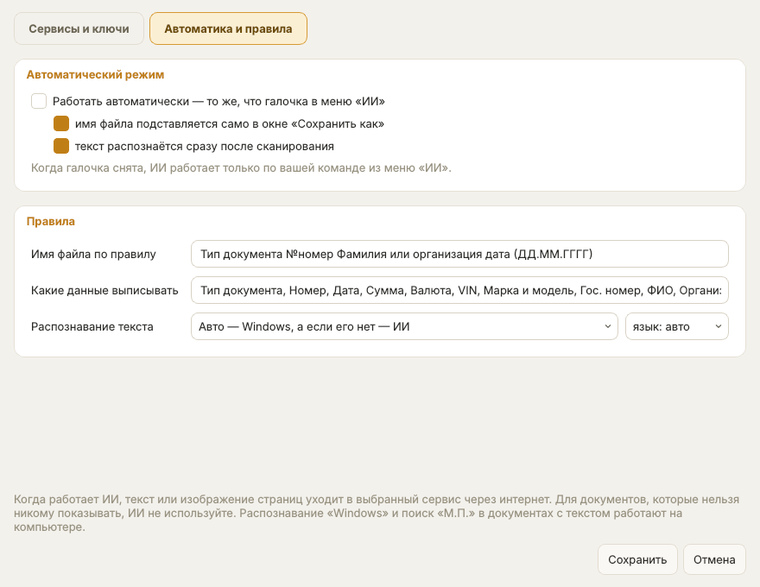 Сервисы и ключи
Автоматика и правила
Автоматический режим
Работать автоматически — то же, что галочка в меню «ИИ»
имя файла подставляется само в окне «Сохранить как»
текст распознаётся сразу после сканирования
Когда галочка снята, ИИ работает только по вашей команде из меню «ИИ».
Правила
Имя файла по правилу
Тип документа №номер Фамилия или организация дата (ДД.ММ.ГГГГ)
Какие данные выписывать
Тип документа, Номер, Дата, Сумма, Валюта, VIN, Марка и модель, Гос. номер, ФИО, Органи
Распознавание текста
Авто — Windows, а если его нет — ИИ
язык: авто
Когда работает ИИ, текст или изображение страниц уходит в выбранный сервис через интернет. Для документов, которые нельзя
никому показывать, ИИ не используйте. Распознавание «Windows» и поиск «М.П.» в документах с текстом работают на
компьютере.
Сохранить
Отмена